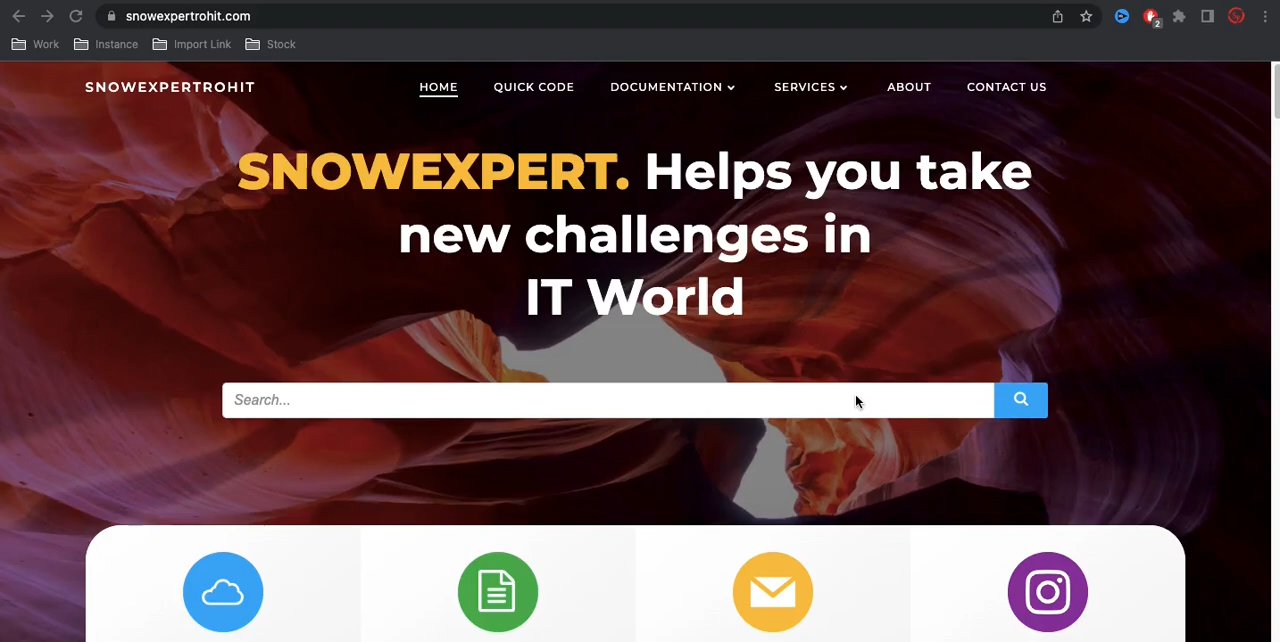 snowexpertrohit.com
2
Work Instance Import Link Stock
SNOWEXPERTROHIT HOME QUICK CODE DOCUMENTATION SERVICES ABOUT CONTACT US
SNOWEXPERT. Helps you take
new challenges in
IT World
Search...